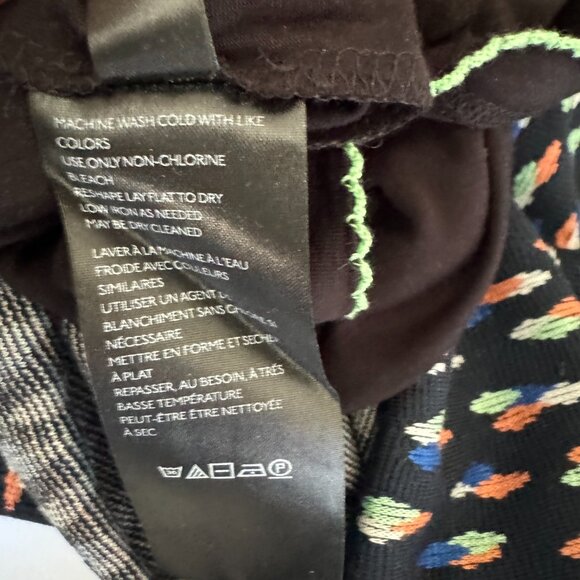 MACHINE WASH COLD WITH LIKE
COLORS
USE ONLY NON-CHLORINE
BLEACH
RESHAPE LAY FLAT TO DRY
LOW IRON AS NEEDED
MAY BE DRY CLEANED
LAVER À LA MACHINE À L'EAU
FROIDE AVEC COULEURS
SIMILAIRES
UTILISER UN AGENT
BLANCHIMENT SANS CHLORE SI
NÉCESSAIRE
METTRE EN FORME ET
À PLAT
REPASSER, AU BESOIN, À TRÈS
BASSE TEMPÉRATURE
PEUT-ÊTRE ÊTRE NETTOYÉE
À SEC
P